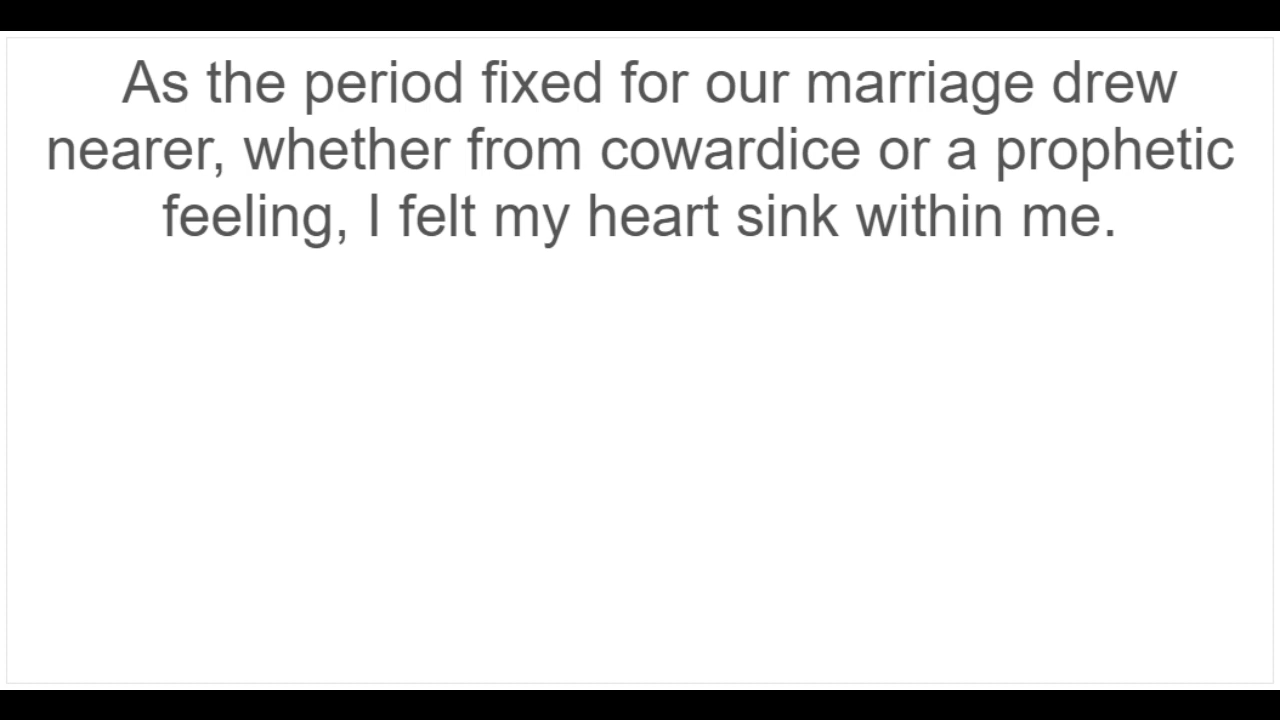 As the period fixed for our marriage drew
nearer, whether from cowardice or a prophetic
feeling, I felt my heart sink within me.